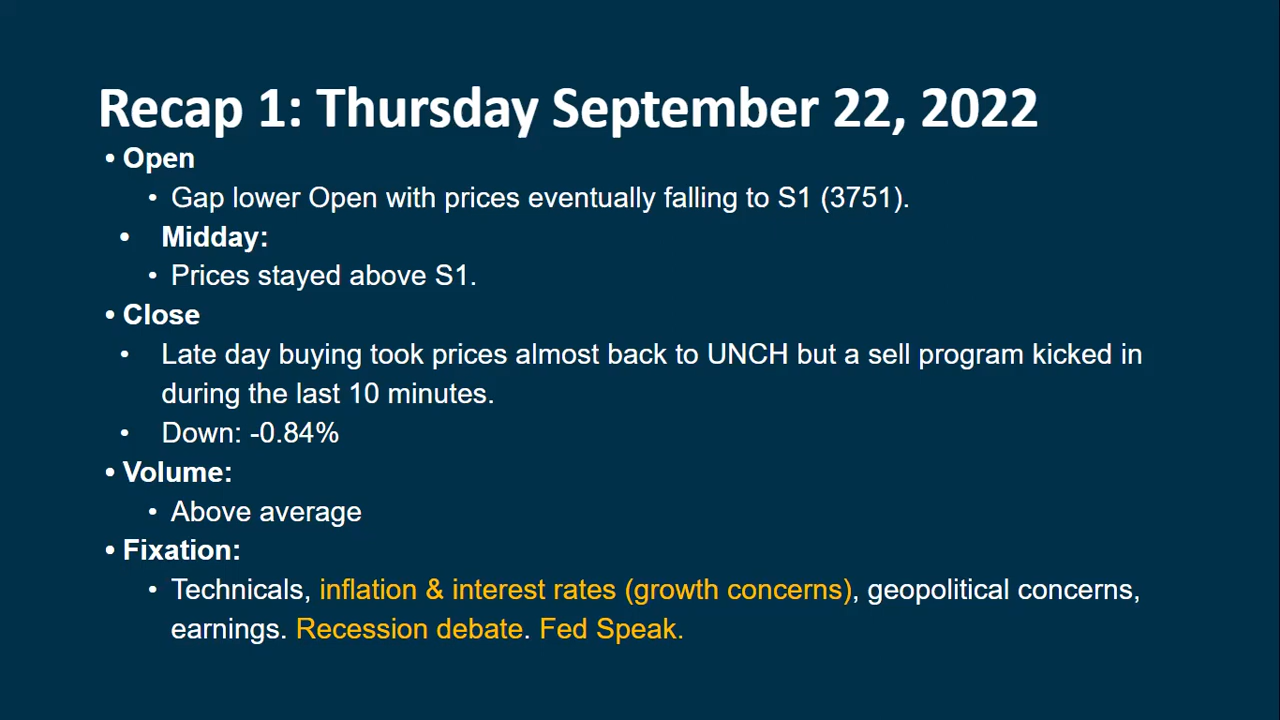 Recap 1: Thursday September 22, 2022
• Open
• Gap lower Open with prices eventually falling to S1 (3751).
• Midday:
• Prices stayed above S1.
• Close
• Late day buying took prices almost back to UNCH but a sell program kicked in
during the last 10 minutes.
• Down: -0.84%
• Volume:
• Above average
• Fixation:
• Technicals, inflation & interest rates (growth concerns), geopolitical concerns,
earnings. Recession debate. Fed Speak.